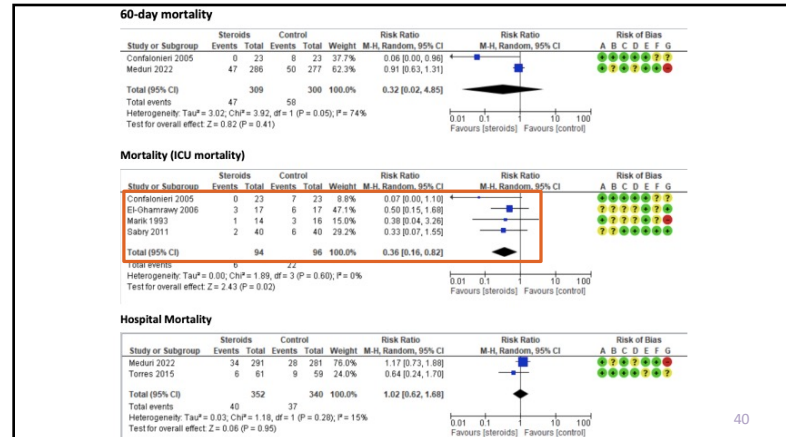 60-day mortality
Steroids Control Risk Ratio Risk Ratio Risk of Bias
Study or Subgroup Events Total Events Total Weight M-H, Random, 95% CI M-H, Random, 95% CI A B C D E F G
Confalonieri 2005 0 23 8 23 37.7% 0.06 [0.00, 0.96] + + + + + ? ?
Meduri 2022 47 286 50 277 62.3% 0.91 [0.63, 1.31] + ? + ? + + -
Total (95% CI) 309 300 100.0% 0.32 [0.02, 4.85]
Total events 47 58
Heterogeneity: Tau² = 3.02; Chi² = 3.92, df = 1 (P = 0.05); I² = 74%
Test for overall effect: Z = 0.82 (P = 0.41)
0.01 0.1 1 10 100
Favours [steroids] Favours [control]
Mortality (ICU mortality)
Steroids Control Risk Ratio Risk Ratio Risk of Bias
Study or Subgroup Events Total Events Total Weight M-H, Random, 95% CI M-H, Random, 95% CI A B C D E F G
Confalonieri 2005 0 23 7 23 8.8% 0.07 [0.00, 1.10] + + + + + ? ?
El-Ghamrawy 2006 3 17 6 17 47.1% 0.50 [0.15, 1.68]
Marik 1993 1 14 3 16 15.0% 0.38 [0.04, 3.26]
Sabry 2011 2 40 6 40 29.2% 0.33 [0.07, 1.55] ? ? + + + + +
Total (95% CI) 94 96 100.0% 0.36 [0.16, 0.82]
Total events 6 22
Heterogeneity: Tau² = 0.00; Chi² = 1.89, df = 3 (P = 0.60); I² = 0%
Test for overall effect: Z = 2.43 (P = 0.02)
0.01 0.1 1 10 100
Favours [steroids] Favours [control]
Hospital Mortality
Steroids Control Risk Ratio Risk Ratio Risk of Bias
Study or Subgroup Events Total Events Total Weight M-H, Random, 95% CI M-H, Random, 95% CI A B C D E F G
Meduri 2022 34 291 28 281 76.0% 1.17 [0.73, 1.88] + ? + ? + + -
Torres 2015 6 61 9 59 24.0% 0.64 [0.24, 1.70] + + + + ? + ?
Total (95% CI) 352 340 100.0% 1.02 [0.62, 1.68]
Total events 40 37
Heterogeneity: Tau² = 0.03; Chi² = 1.18, df = 1 (P = 0.28); I² = 15%
Test for overall effect: Z = 0.06 (P = 0.95)
0.01 0.1 1 10 100
Favours [steroids] Favours [control]
40